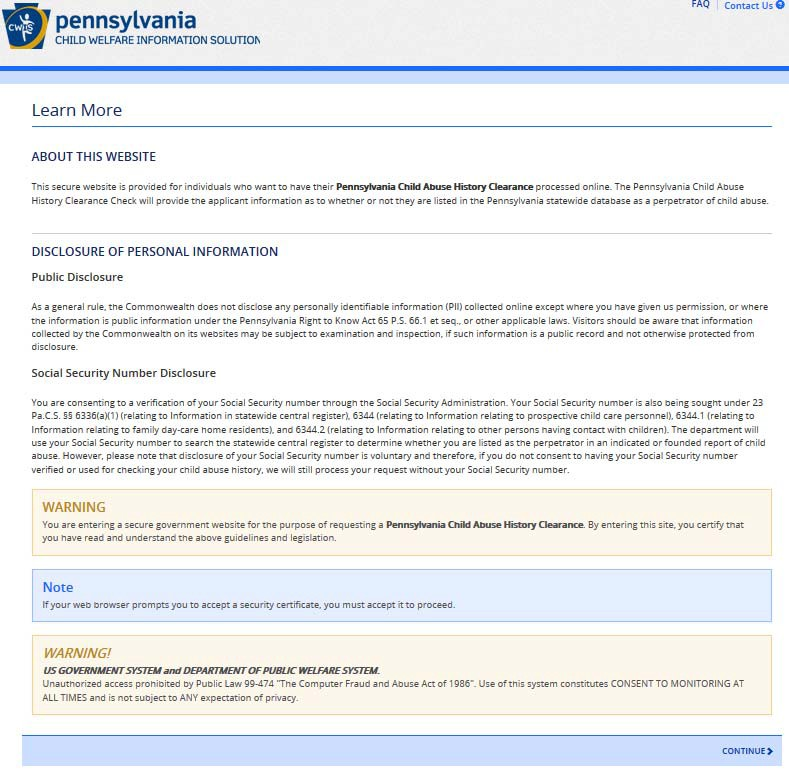 FAQ | Contact Us ?
CWIS
pennsylvania
CHILD WELFARE INFORMATION SOLUTION
Learn More
ABOUT THIS WEBSITE
This secure website is provided for individuals who want to have their Pennsylvania Child Abuse History Clearance processed online. The Pennsylvania Child Abuse
History Clearance Check will provide the applicant information as to whether or not they are listed in the Pennsylvania statewide database as a perpetrator of child abuse.
DISCLOSURE OF PERSONAL INFORMATION
Public Disclosure
As a general rule, the Commonwealth does not disclose any personally identifiable information (PII) collected online except where you have given us permission, or where
the information is public information under the Pennsylvania Right to Know Act 65 P.S. 66.1 et seq., or other applicable laws. Visitors should be aware that information
collected by the Commonwealth on its websites may be subject to examination and inspection, if such information is a public record and not otherwise protected from
disclosure.
Social Security Number Disclosure
You are consenting to a verification of your Social Security number through the Social Security Administration. Your Social Security number is also being sought under 23
Pa.C.S. §§ 6336(a)(1) (relating to Information in statewide central register), 6344 (relating to Information relating to prospective child care personnel), 6344.1 (relating to
Information relating to family day-care home residents), and 6344.2 (relating to Information relating to other persons having contact with children). The department will
use your Social Security number to search the statewide central register to determine whether you are listed as the perpetrator in an indicated or founded report of child
abuse. However, please note that disclosure of your Social Security number is voluntary and therefore, if you do not consent to having your Social Security number
verified or used for checking your child abuse history, we will still process your request without your Social Security number.
WARNING
You are entering a secure government website for the purpose of requesting a Pennsylvania Child Abuse History Clearance. By entering this site, you certify that
you have read and understand the above guidelines and legislation.
Note
If your web browser prompts you to accept a security certificate, you must accept it to proceed.
WARNING!
US GOVERNMENT SYSTEM and DEPARTMENT OF PUBLIC WELFARE SYSTEM.
Unauthorized access prohibited by Public Law 99-474 "The Computer Fraud and Abuse Act of 1986". Use of this system constitutes CONSENT TO MONITORING AT
ALL TIMES and is not subject to ANY expectation of privacy.
CONTINUE